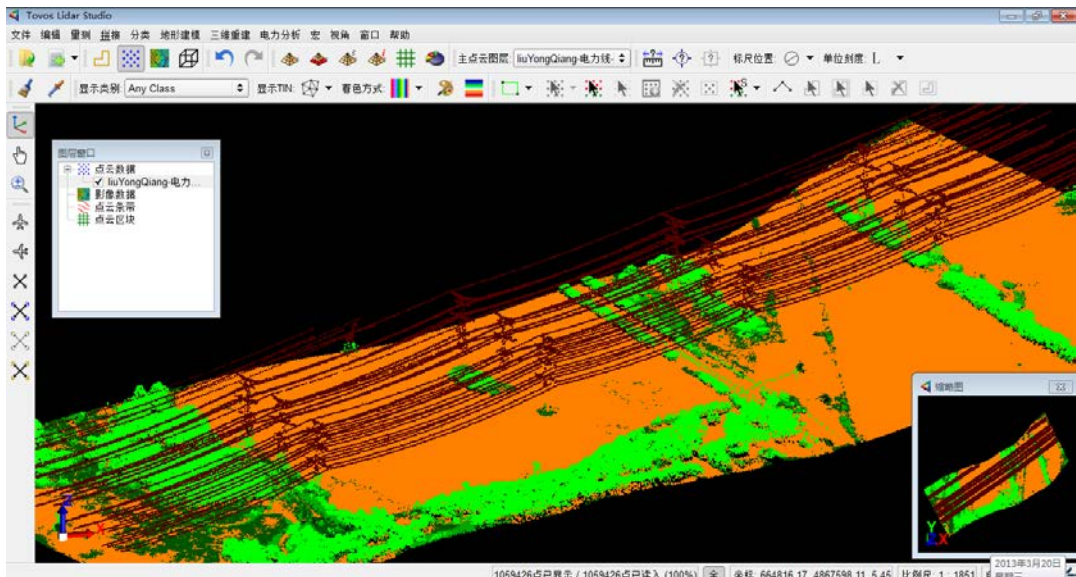 Tovos Lidar Studio
文件 编辑 量测 拼接 分类 地形建模 三维重建 电力分析 宏 视角 窗口 帮助
主点云图层: liuYongQiang-电力线- 标尺位置: 单位刻度: L
显示类别: Any Class 显示TIN: 着色方式:
图层窗口
点云数据
liuYongQiang-电力...
影像数据
点云条带
点云区块
缩略图
Y
Z X
Z
X
2013年3月20日
1059426点已显示 / 1059426点已读入 (100%) 全 坐标: 664816.17, 4867598.11, 5.45 比例尺: 1 : 1851